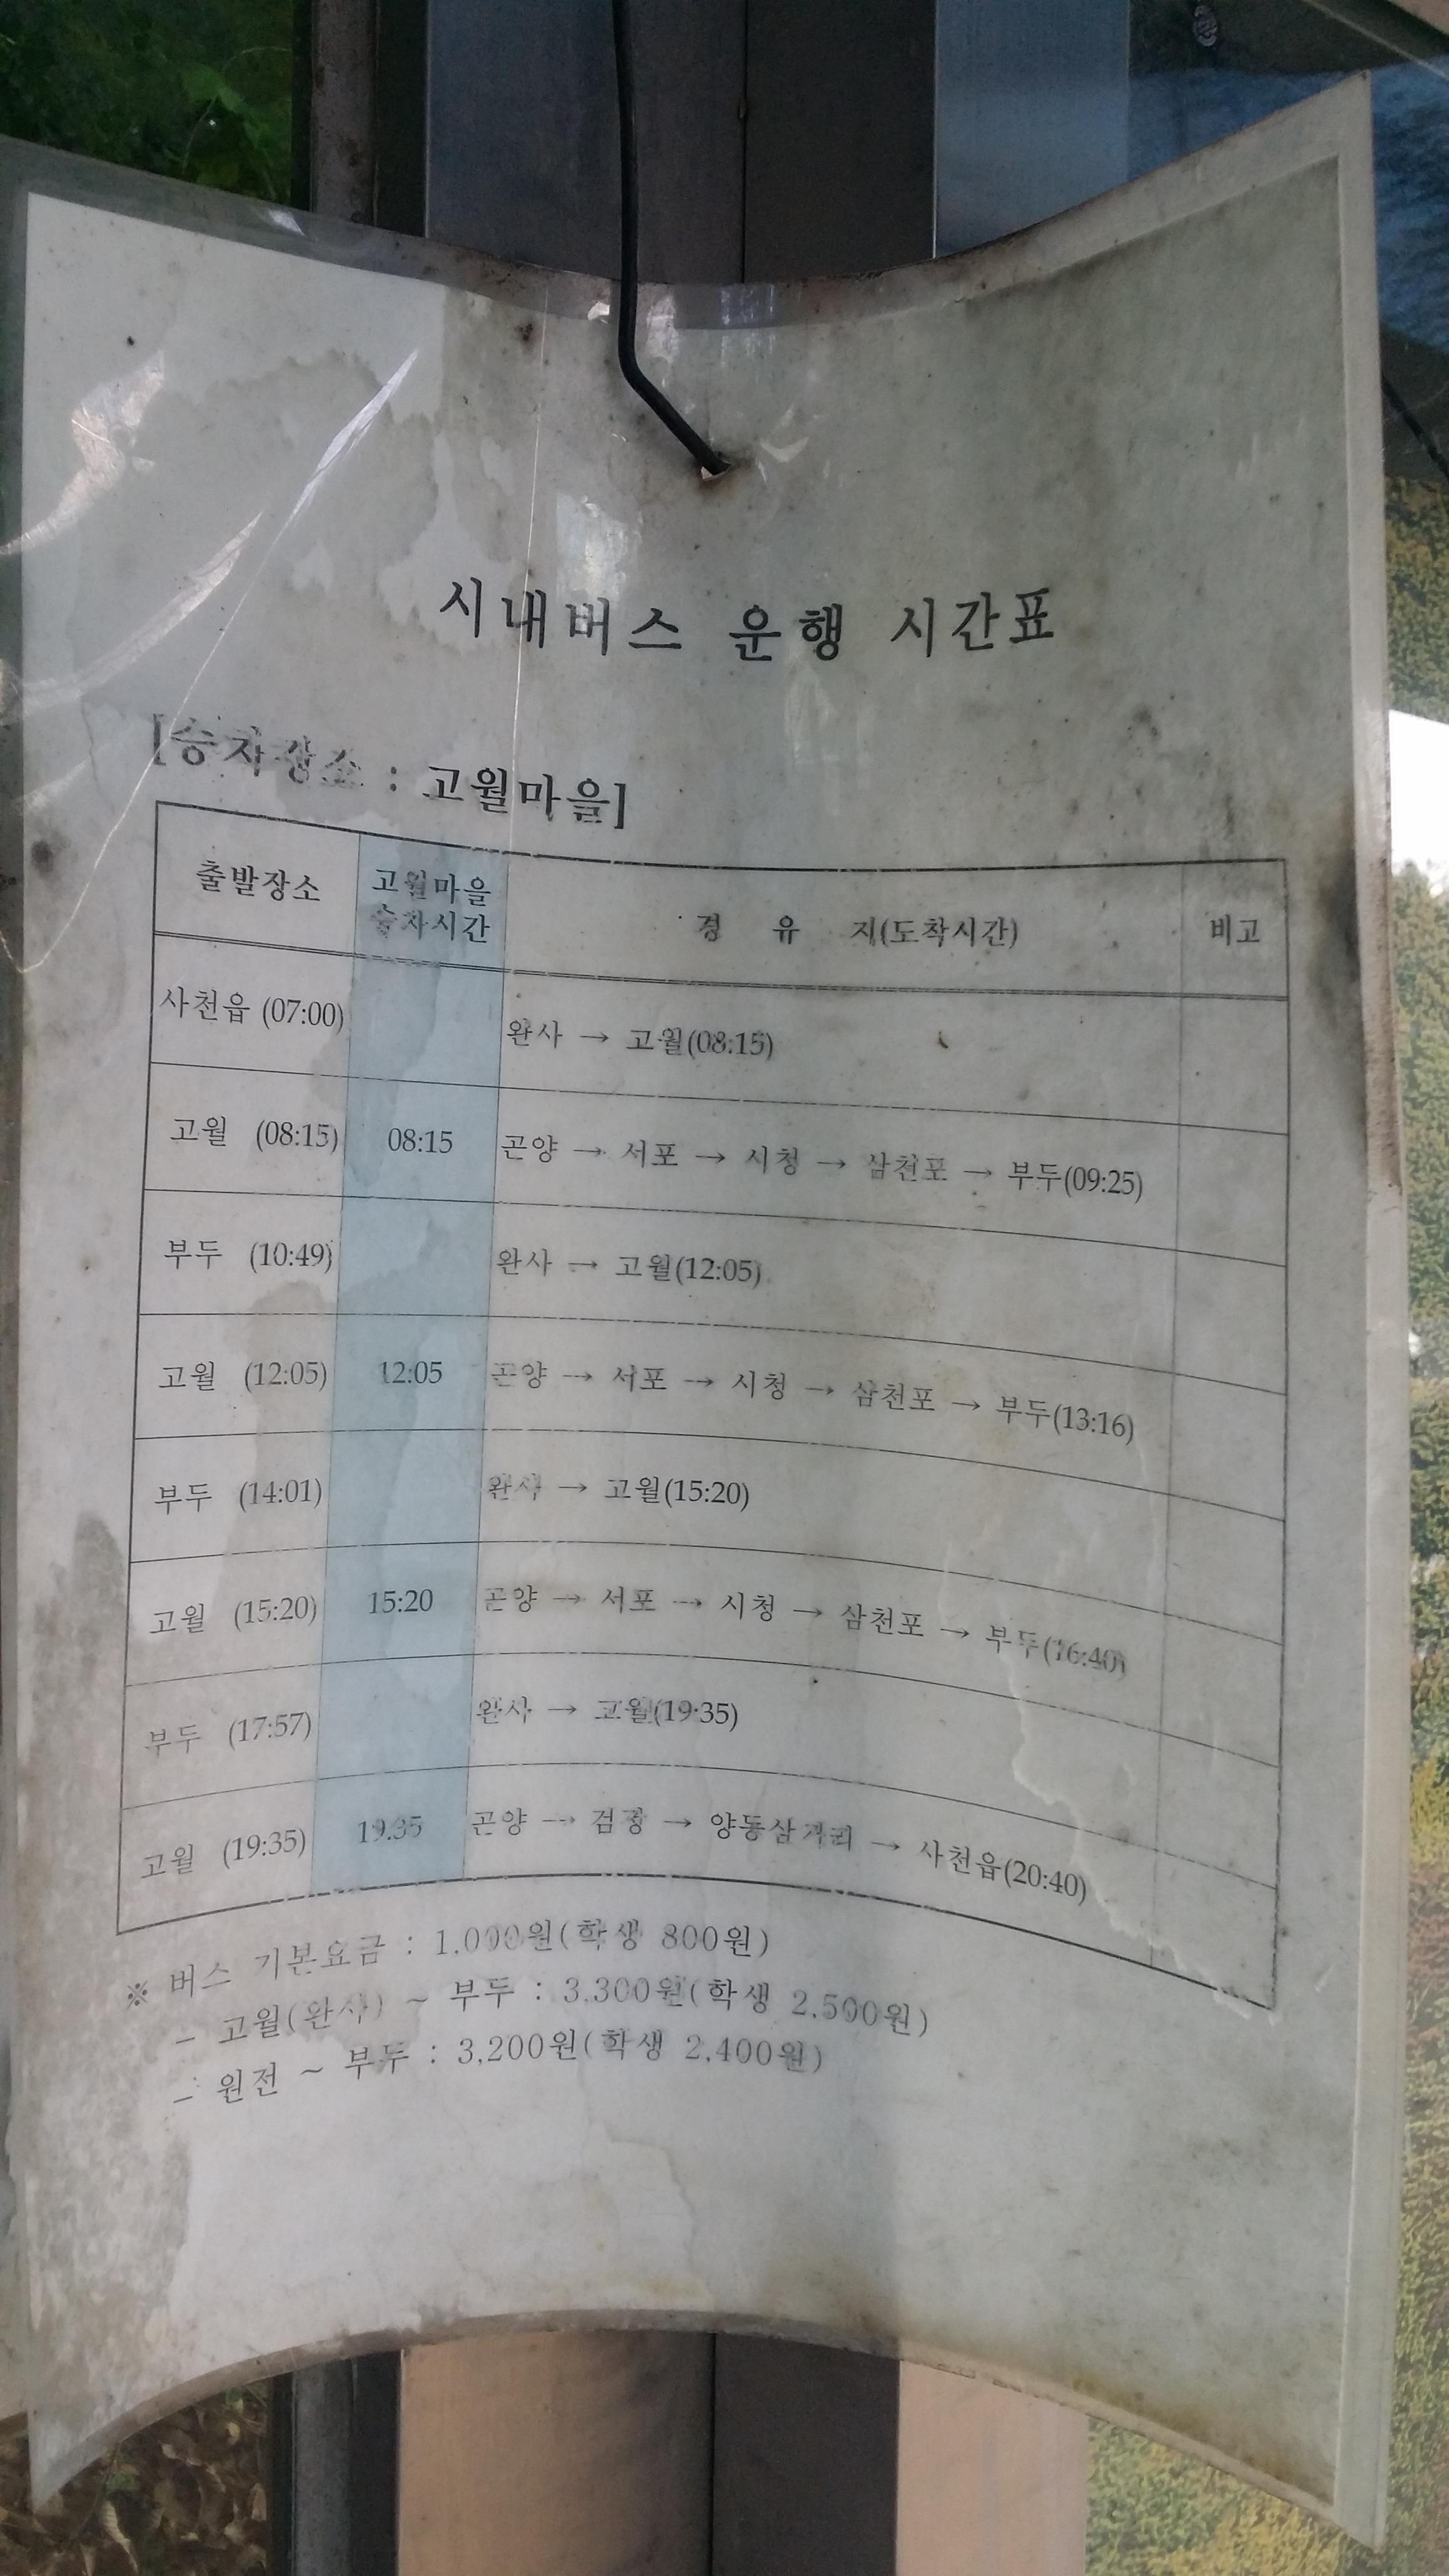 시내버스 운행 시간표
[승차장소 : 고월마을]
출발장소 고월마을 승차시간 경 유 지(도착시간) 비고
사천읍 (07:00) 완사 → 고월(08:15)
고월 (08:15) 08:15 곤양 → 서포 → 시청 → 삼천포 → 부두(09:25)
부두 (10:49) 완사 → 고월(12:05)
고월 (12:05) 12:05 곤양 → 서포 → 시청 → 삼천포 → 부두(13:16)
부두 (14:01) 완사 → 고월(15:20)
고월 (15:20) 15:20 곤양 → 서포 → 시청 → 삼천포 → 부두(16:40)
부두 (17:57) 완사 → 고월(19:35)
고월 (19:35) 19:35 곤양 → 검정 → 양동삼거리 → 사천읍(20:40)
※ 버스 기본요금 : 1,000원(학생 800원)
- 고월(완사) ~ 부두 : 3,300원(학생 2,500원)
- 원전 ~ 부두 : 3,200원(학생 2,400원)